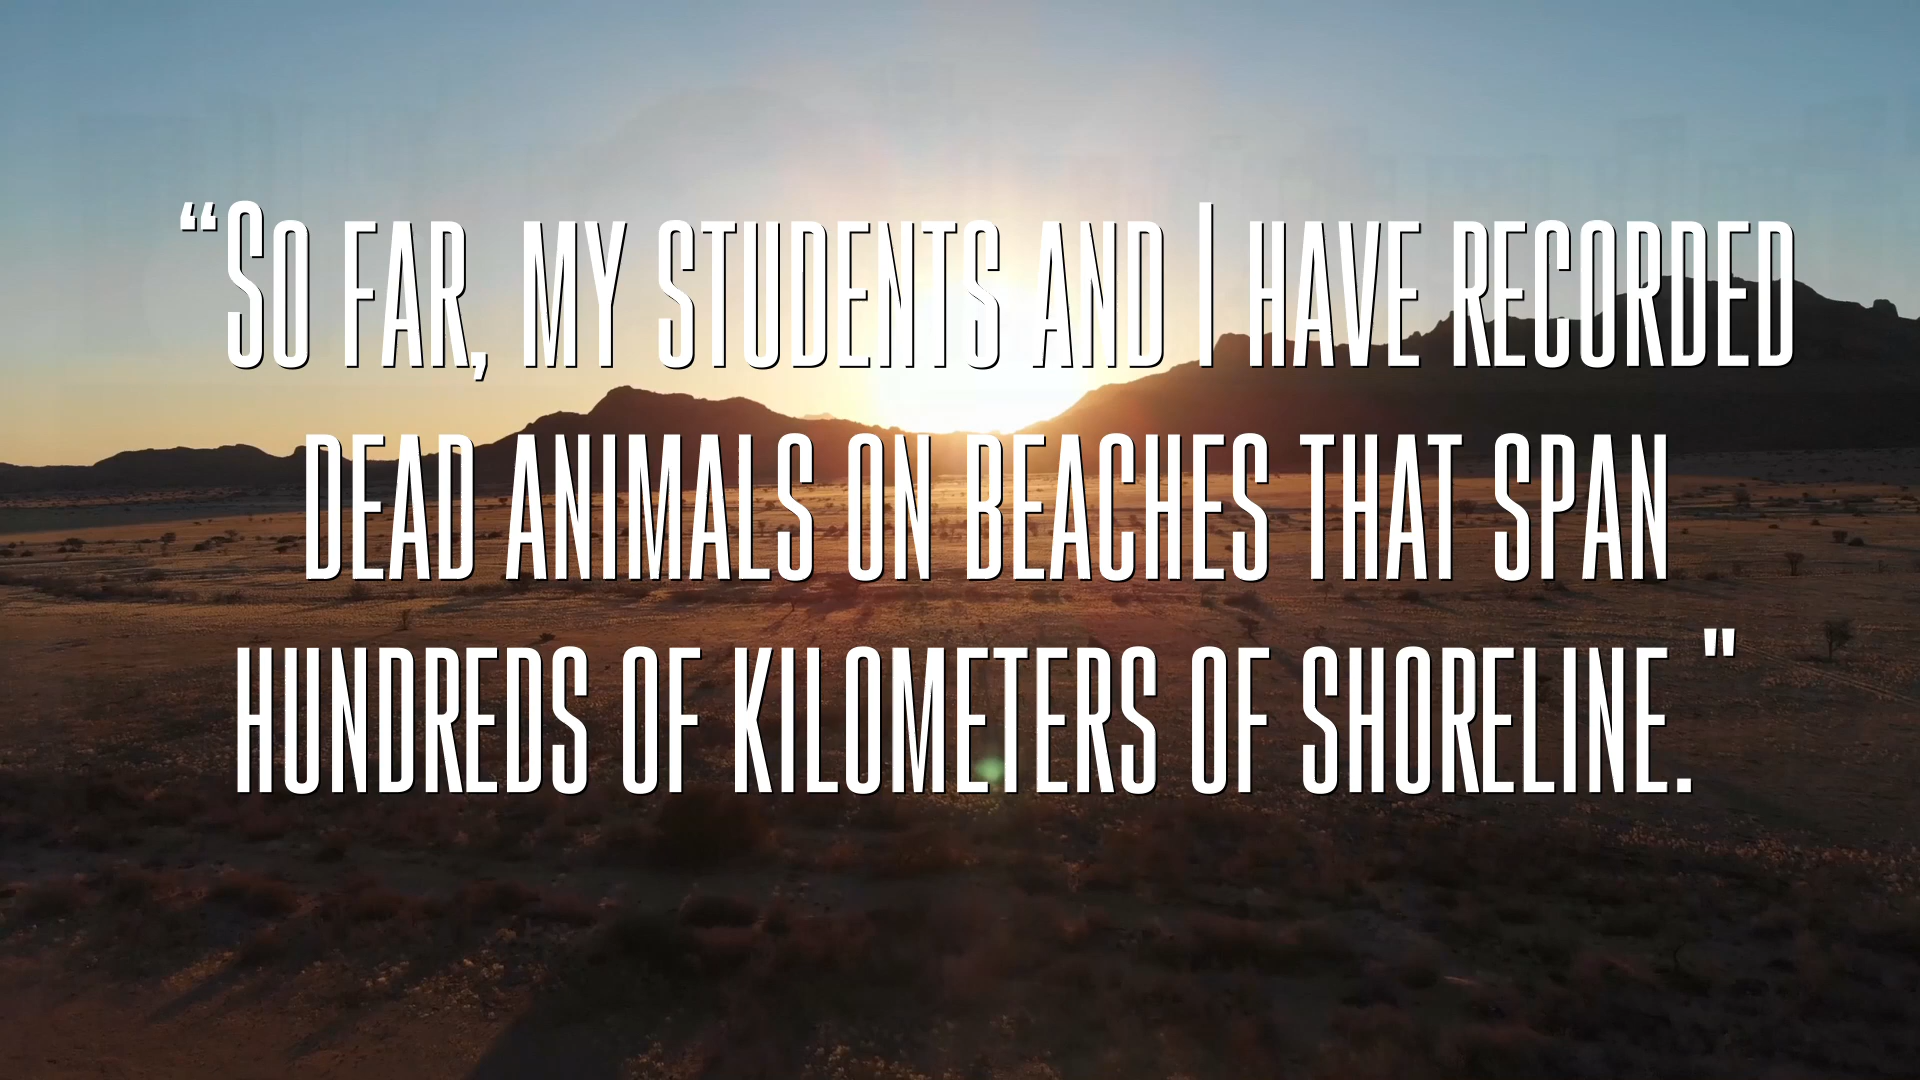 “So far, my students and I have recorded
dead animals on beaches that span
hundreds of kilometers of shoreline."